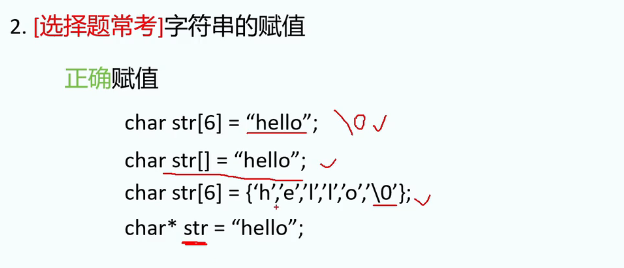 2. [选择题常考]字符串的赋值
正确赋值
char str[6] = “hello”; \0 ✓
char str[] = “hello”; ✓
char str[6] = {‘h’,’e’,’l’,’l’,’o’,’\0’}; ✓
char* str = “hello”;